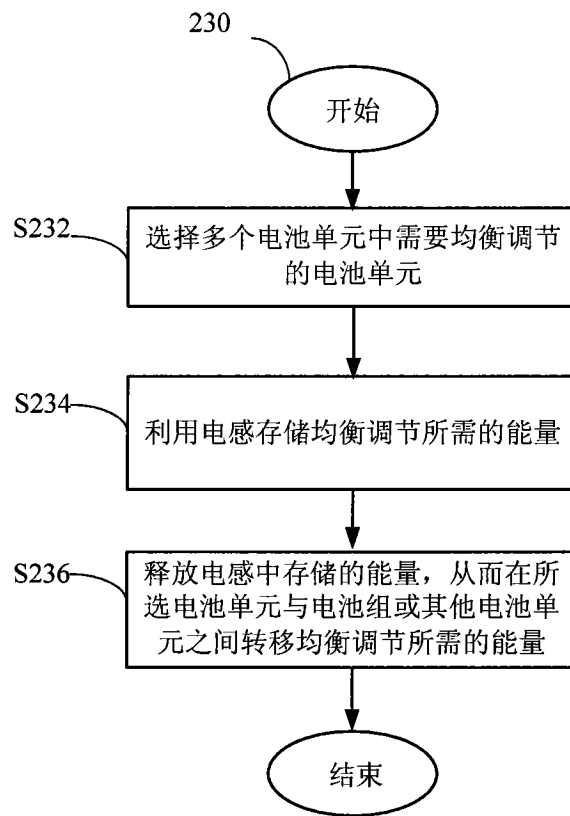 230
开始
S232
选择多个电池单元中需要均衡调节
的电池单元
S234
利用电感存储均衡调节所需的能量
S236
释放电感中存储的能量，从而在所
选电池单元与电池组或其他电池单
元之间转移均衡调节所需的能量
结束